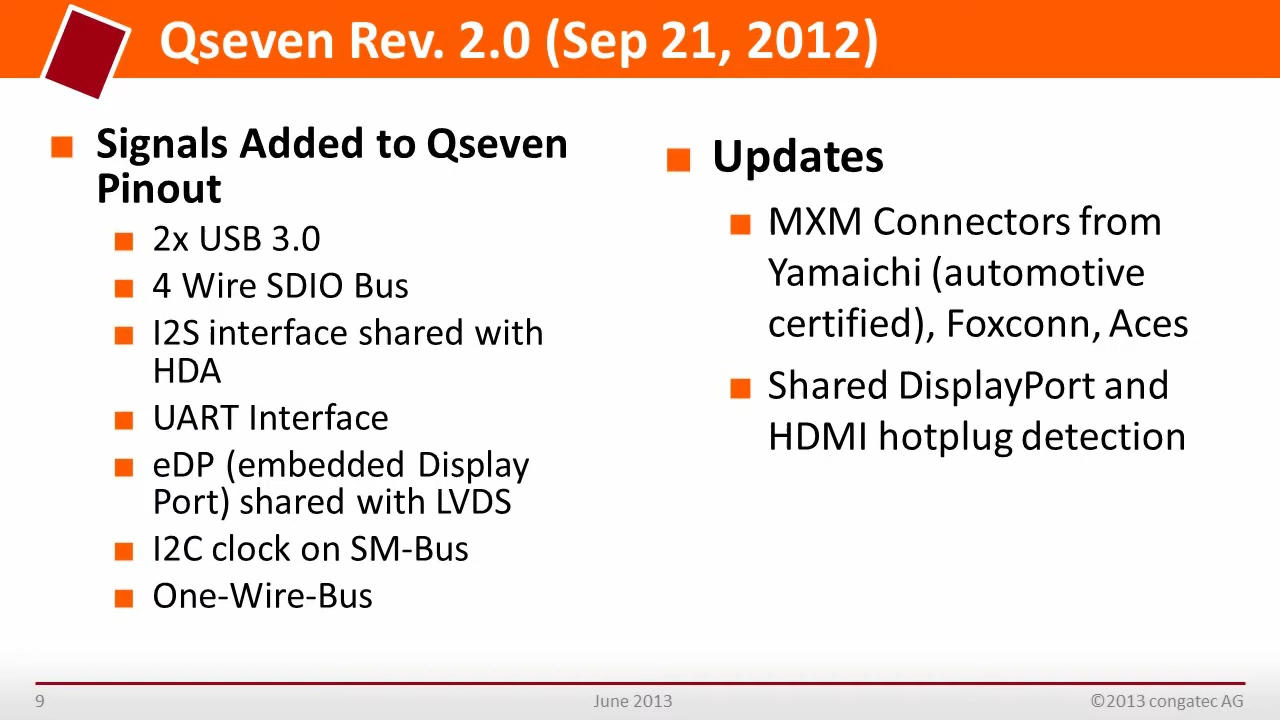 Qseven Rev. 2.0 (Sep 21, 2012)
Signals Added to Qseven
Pinout
2x USB 3.0
4 Wire SDIO Bus
I2S interface shared with
HDA
UART Interface
eDP (embedded Display
Port) shared with LVDS
I2C clock on SM-Bus
One-Wire-Bus
Updates
MXM Connectors from
Yamaichi (automotive
certified), Foxconn, Aces
Shared DisplayPort and
HDMI hotplug detection
9
June 2013
©2013 congatec AG